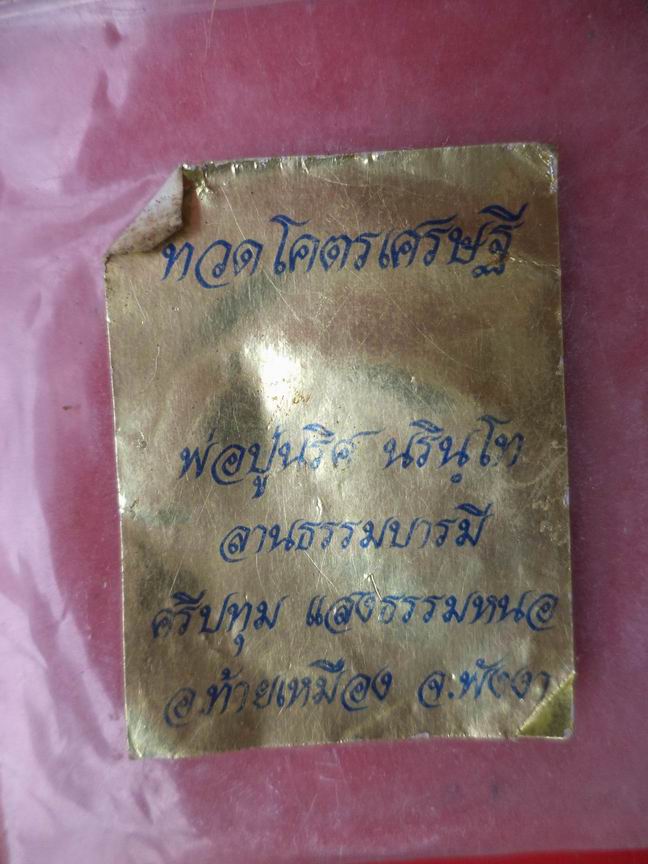 ทวดโคตรเศรษฐี
พ่อปู่นริศ นรินฺโท
ลานธรรมบารมี
ศรีปทุม แสงธรรมหนอ
อ.ท้ายเหมือง จ.พังงา